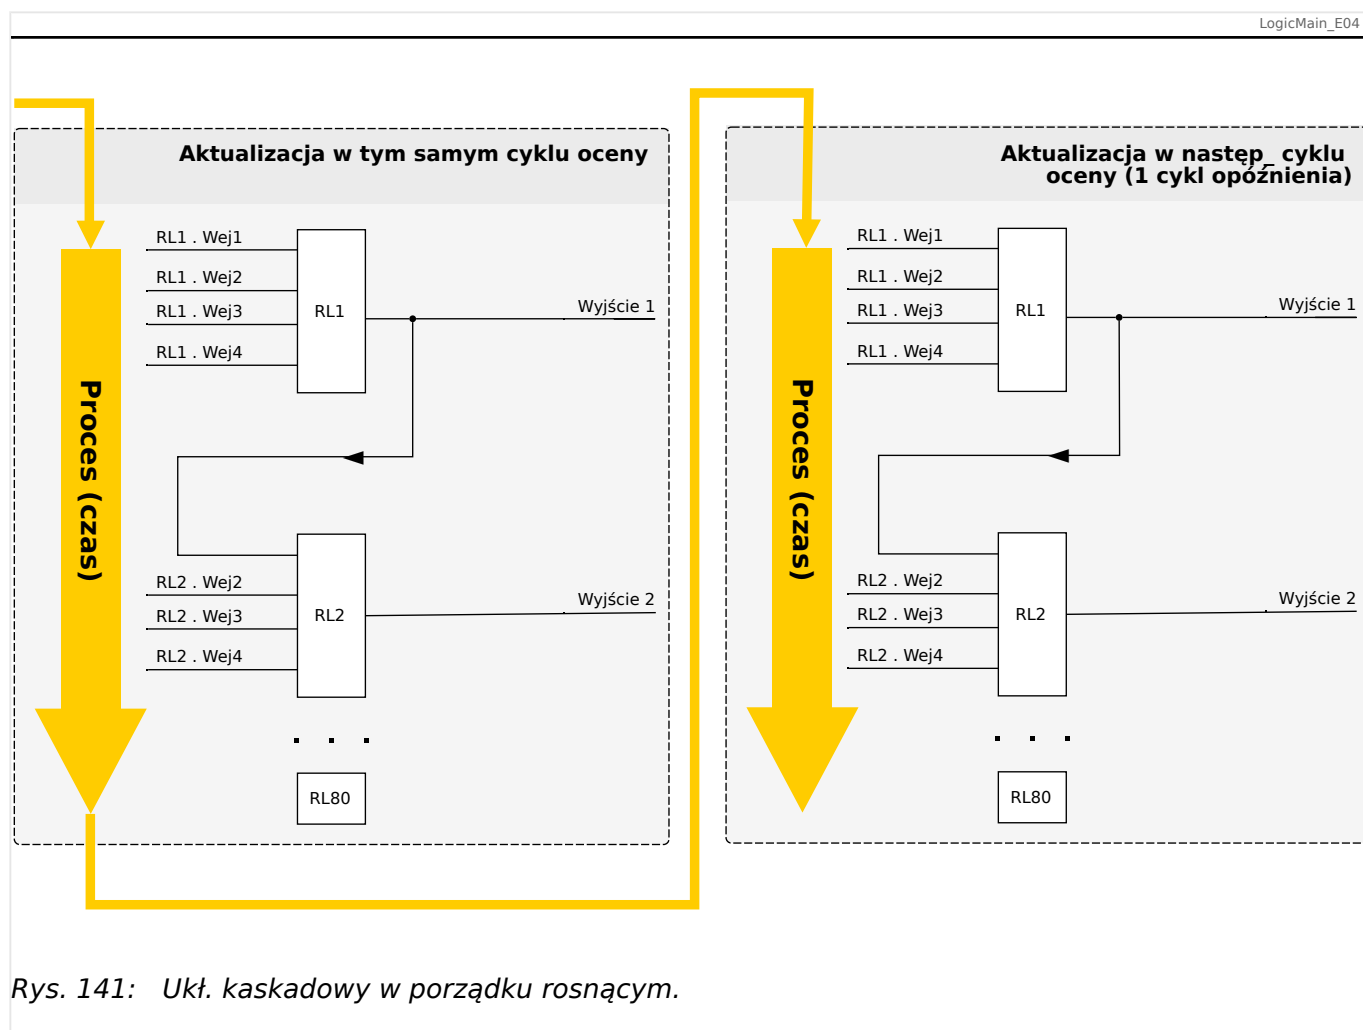 LogicMain_E04
Aktualizacja w tym samym cyklu oceny
RL1 . Wej1
RL1 . Wej2
RL1 . Wej3
RL1 . Wej4
RL1
Wyjście 1
Proces (czas)
RL2 . Wej2
RL2 . Wej3
RL2 . Wej4
RL2
Wyjście 2
. . .
RL80
Aktualizacja w następ_ cyklu
oceny (1 cykl opóźnienia)
RL1 . Wej1
RL1 . Wej2
RL1 . Wej3
RL1 . Wej4
RL1
Wyjście 1
Proces (czas)
RL2 . Wej2
RL2 . Wej3
RL2 . Wej4
RL2
Wyjście 2
. . .
RL80
Rys. 141: Ukł. kaskadowy w porządku rosnącym.